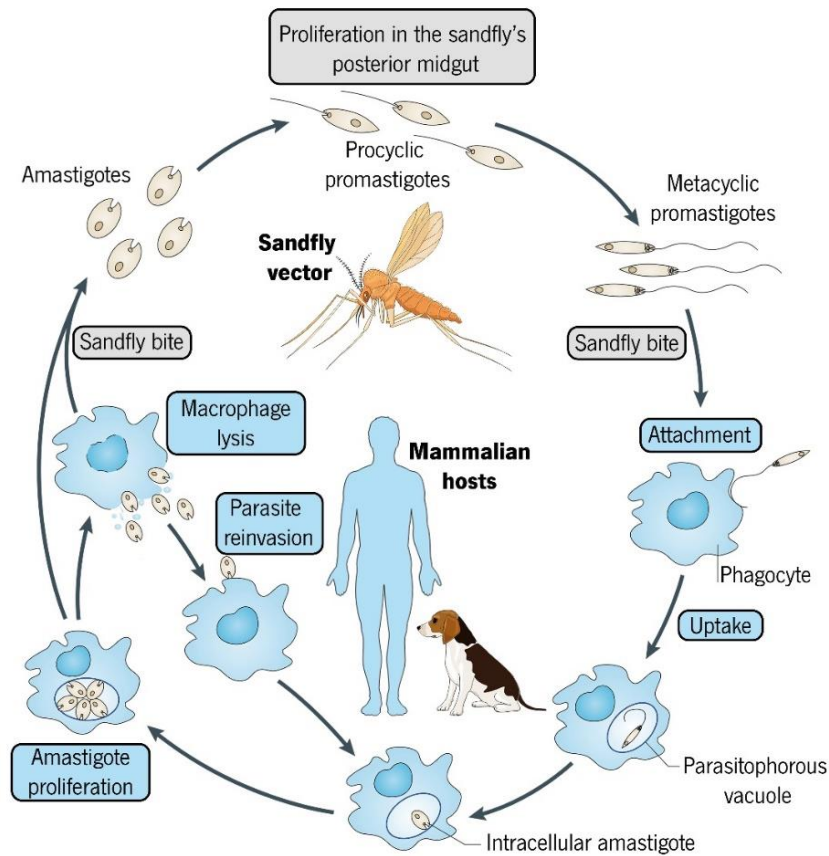 Proliferation in the sandfly's
posterior midgut
Procyclic
promastigotes
Amastigotes
Metacyclic
promastigotes
Sandfly
vector
Sandfly bite
Sandfly bite
Macrophage
lysis
Attachment
Mammalian
hosts
Parasite
reinvasion
Phagocyte
Uptake
Amastigote
proliferation
Parasitophorous
vacuole
Intracellular amastigote